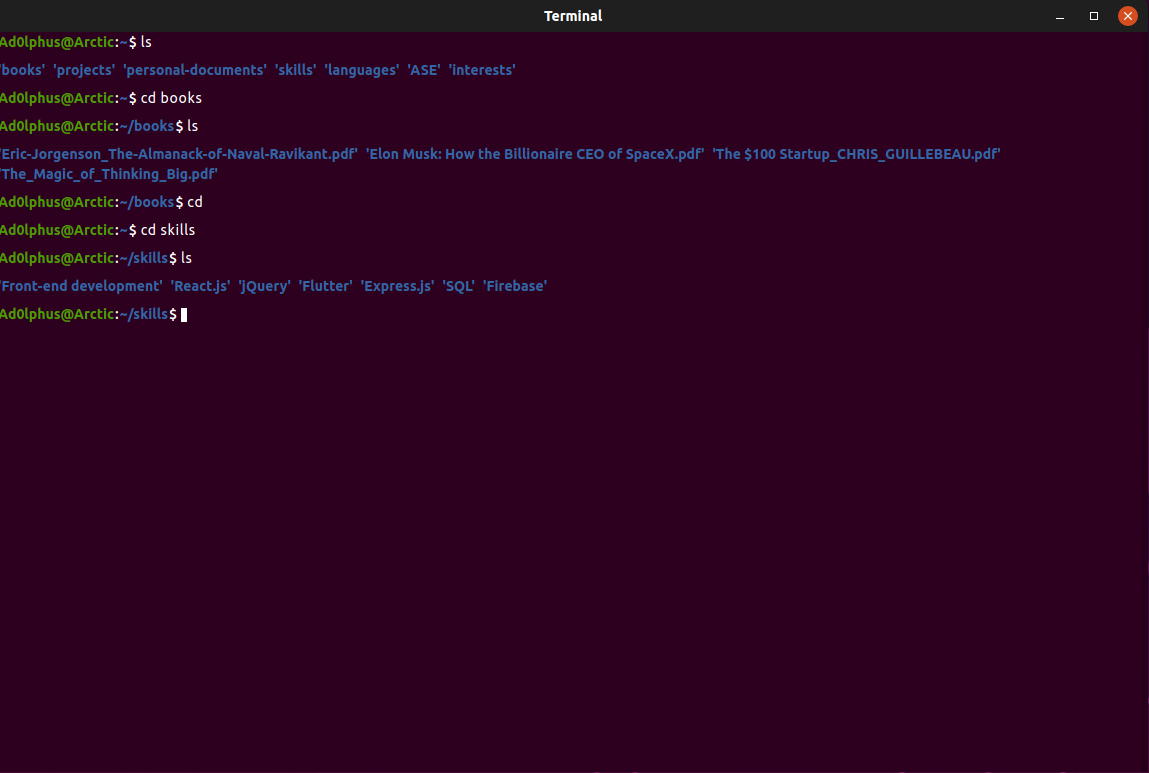 Terminal
Ad0lphus@Arctic:~$ ls
'books' 'projects' 'personal-documents' 'skills' 'languages' 'ASE' 'interests'
Ad0lphus@Arctic:~$ cd books
Ad0lphus@Arctic:~/books$ ls
'Eric-Jorgenson_The-Almanack-of-Naval-Ravikant.pdf' 'Elon Musk: How the Billionaire CEO of SpaceX.pdf' 'The $100 Startup_CHRIS_GUILLEBEAU.pdf'
'The_Magic_of_Thinking_Big.pdf'
Ad0lphus@Arctic:~/books$ cd
Ad0lphus@Arctic:~$ cd skills
Ad0lphus@Arctic:~/skills$ ls
'Front-end development' 'React.js' 'jQuery' 'Flutter' 'Express.js' 'SQL' 'Firebase'
Ad0lphus@Arctic:~/skills$